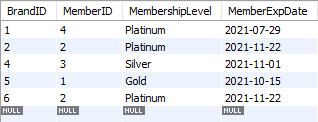 BrandID MemberID MembershipLevel MemberExpDate
1 4 Platinum 2021-07-29
2 2 Platinum 2021-11-22
4 3 Silver 2021-11-01
5 1 Gold 2021-10-15
6 2 Platinum 2021-11-22
NULL NULL NULL NULL